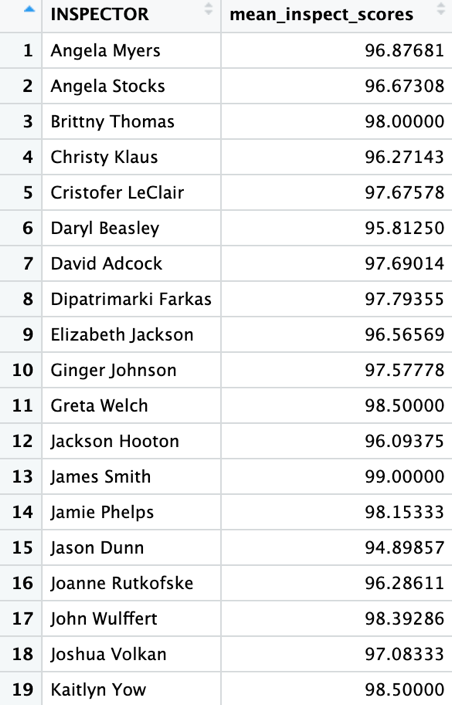 INSPECTOR mean_inspect_scores
1 Angela Myers 96.87681
2 Angela Stocks 96.67308
3 Brittny Thomas 98.00000
4 Christy Klaus 96.27143
5 Cristofer LeClair 97.67578
6 Daryl Beasley 95.81250
7 David Adcock 97.69014
8 Dipatrimarki Farkas 97.79355
9 Elizabeth Jackson 96.56569
10 Ginger Johnson 97.57778
11 Greta Welch 98.50000
12 Jackson Hooton 96.09375
13 James Smith 99.00000
14 Jamie Phelps 98.15333
15 Jason Dunn 94.89857
16 Joanne Rutkofske 96.28611
17 John Wulffert 98.39286
18 Joshua Volkan 97.08333
19 Kaitlyn Yow 98.50000